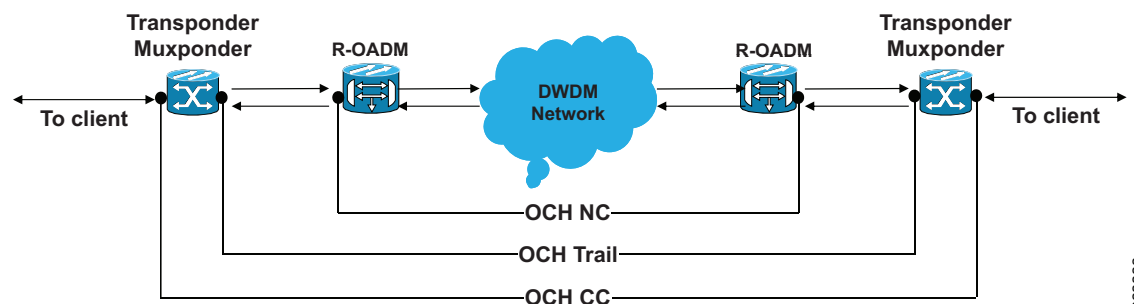 Transponder
Muxponder
R-OADM
DWDM
Network
R-OADM
Transponder
Muxponder
To client
To client
OCH NC
OCH Trail
OCH CC